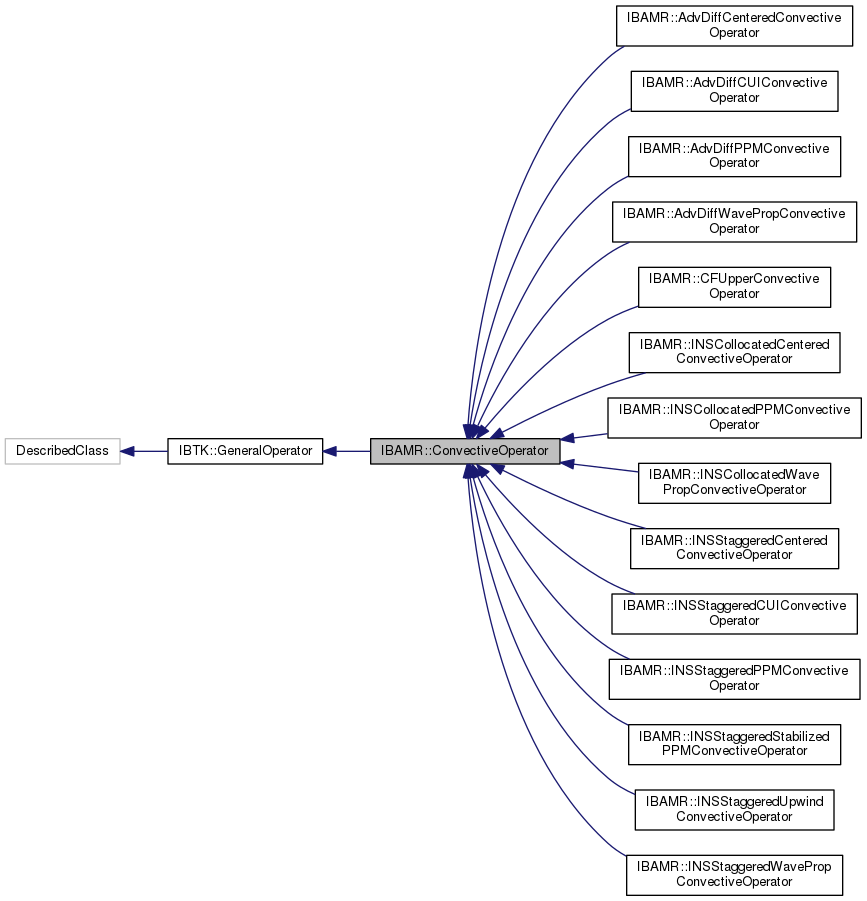 IBAMR::AdvDiffCenteredConvective
Operator
IBAMR::AdvDiffCUIConvective
Operator
IBAMR::AdvDiffPPMConvective
Operator
IBAMR::AdvDiffWavePropConvective
Operator
IBAMR::CFUpperConvective
Operator
IBAMR::INSCollocatedCentered
ConvectiveOperator
IBAMR::INSCollocatedPPMConvective
Operator
DescribedClass
IBTK::GeneralOperator
IBAMR::ConvectiveOperator
IBAMR::INSCollocatedWave
PropConvectiveOperator
IBAMR::INSStaggeredCentered
ConvectiveOperator
IBAMR::INSStaggeredCUIConvective
Operator
IBAMR::INSStaggeredPPMConvective
Operator
IBAMR::INSStaggeredStabilized
PPMConvectiveOperator
IBAMR::INSStaggeredUpwind
ConvectiveOperator
IBAMR::INSStaggeredWaveProp
ConvectiveOperator